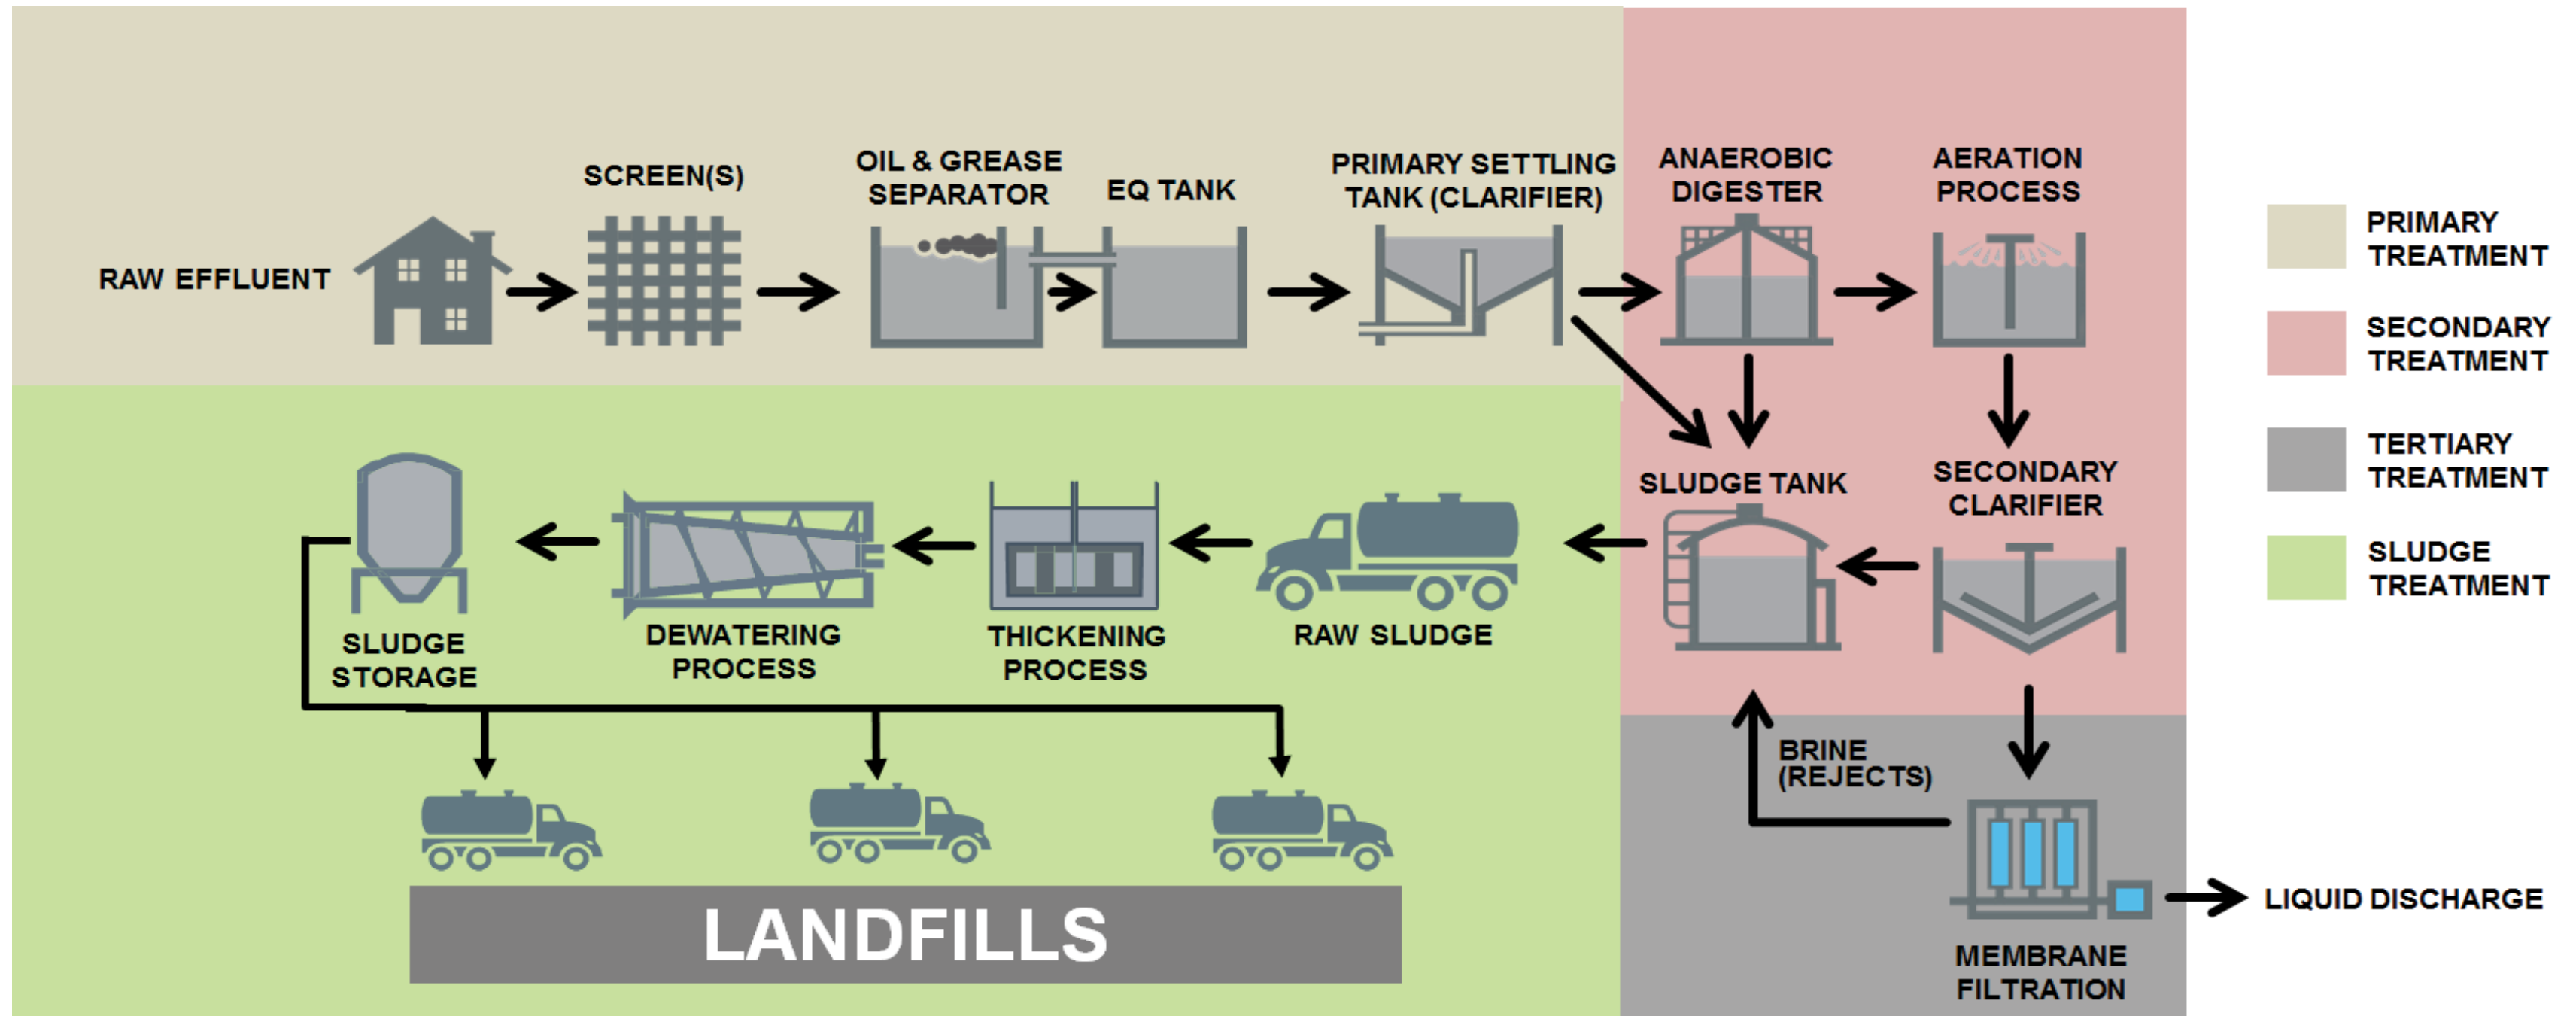 RAW EFFLUENT
SCREEN(S)
OIL & GREASE
SEPARATOR
EQ TANK
PRIMARY SETTLING
TANK (CLARIFIER)
ANAEROBIC
DIGESTER
AERATION
PROCESS
PRIMARY
TREATMENT
SECONDARY
TREATMENT
TERTIARY
TREATMENT
SLUDGE
TREATMENT
SLUDGE TANK
SECONDARY
CLARIFIER
SLUDGE
STORAGE
DEWATERING
PROCESS
THICKENING
PROCESS
RAW SLUDGE
BRINE
(REJECTS)
LIQUID DISCHARGE
MEMBRANE
FILTRATION
LANDFILLS